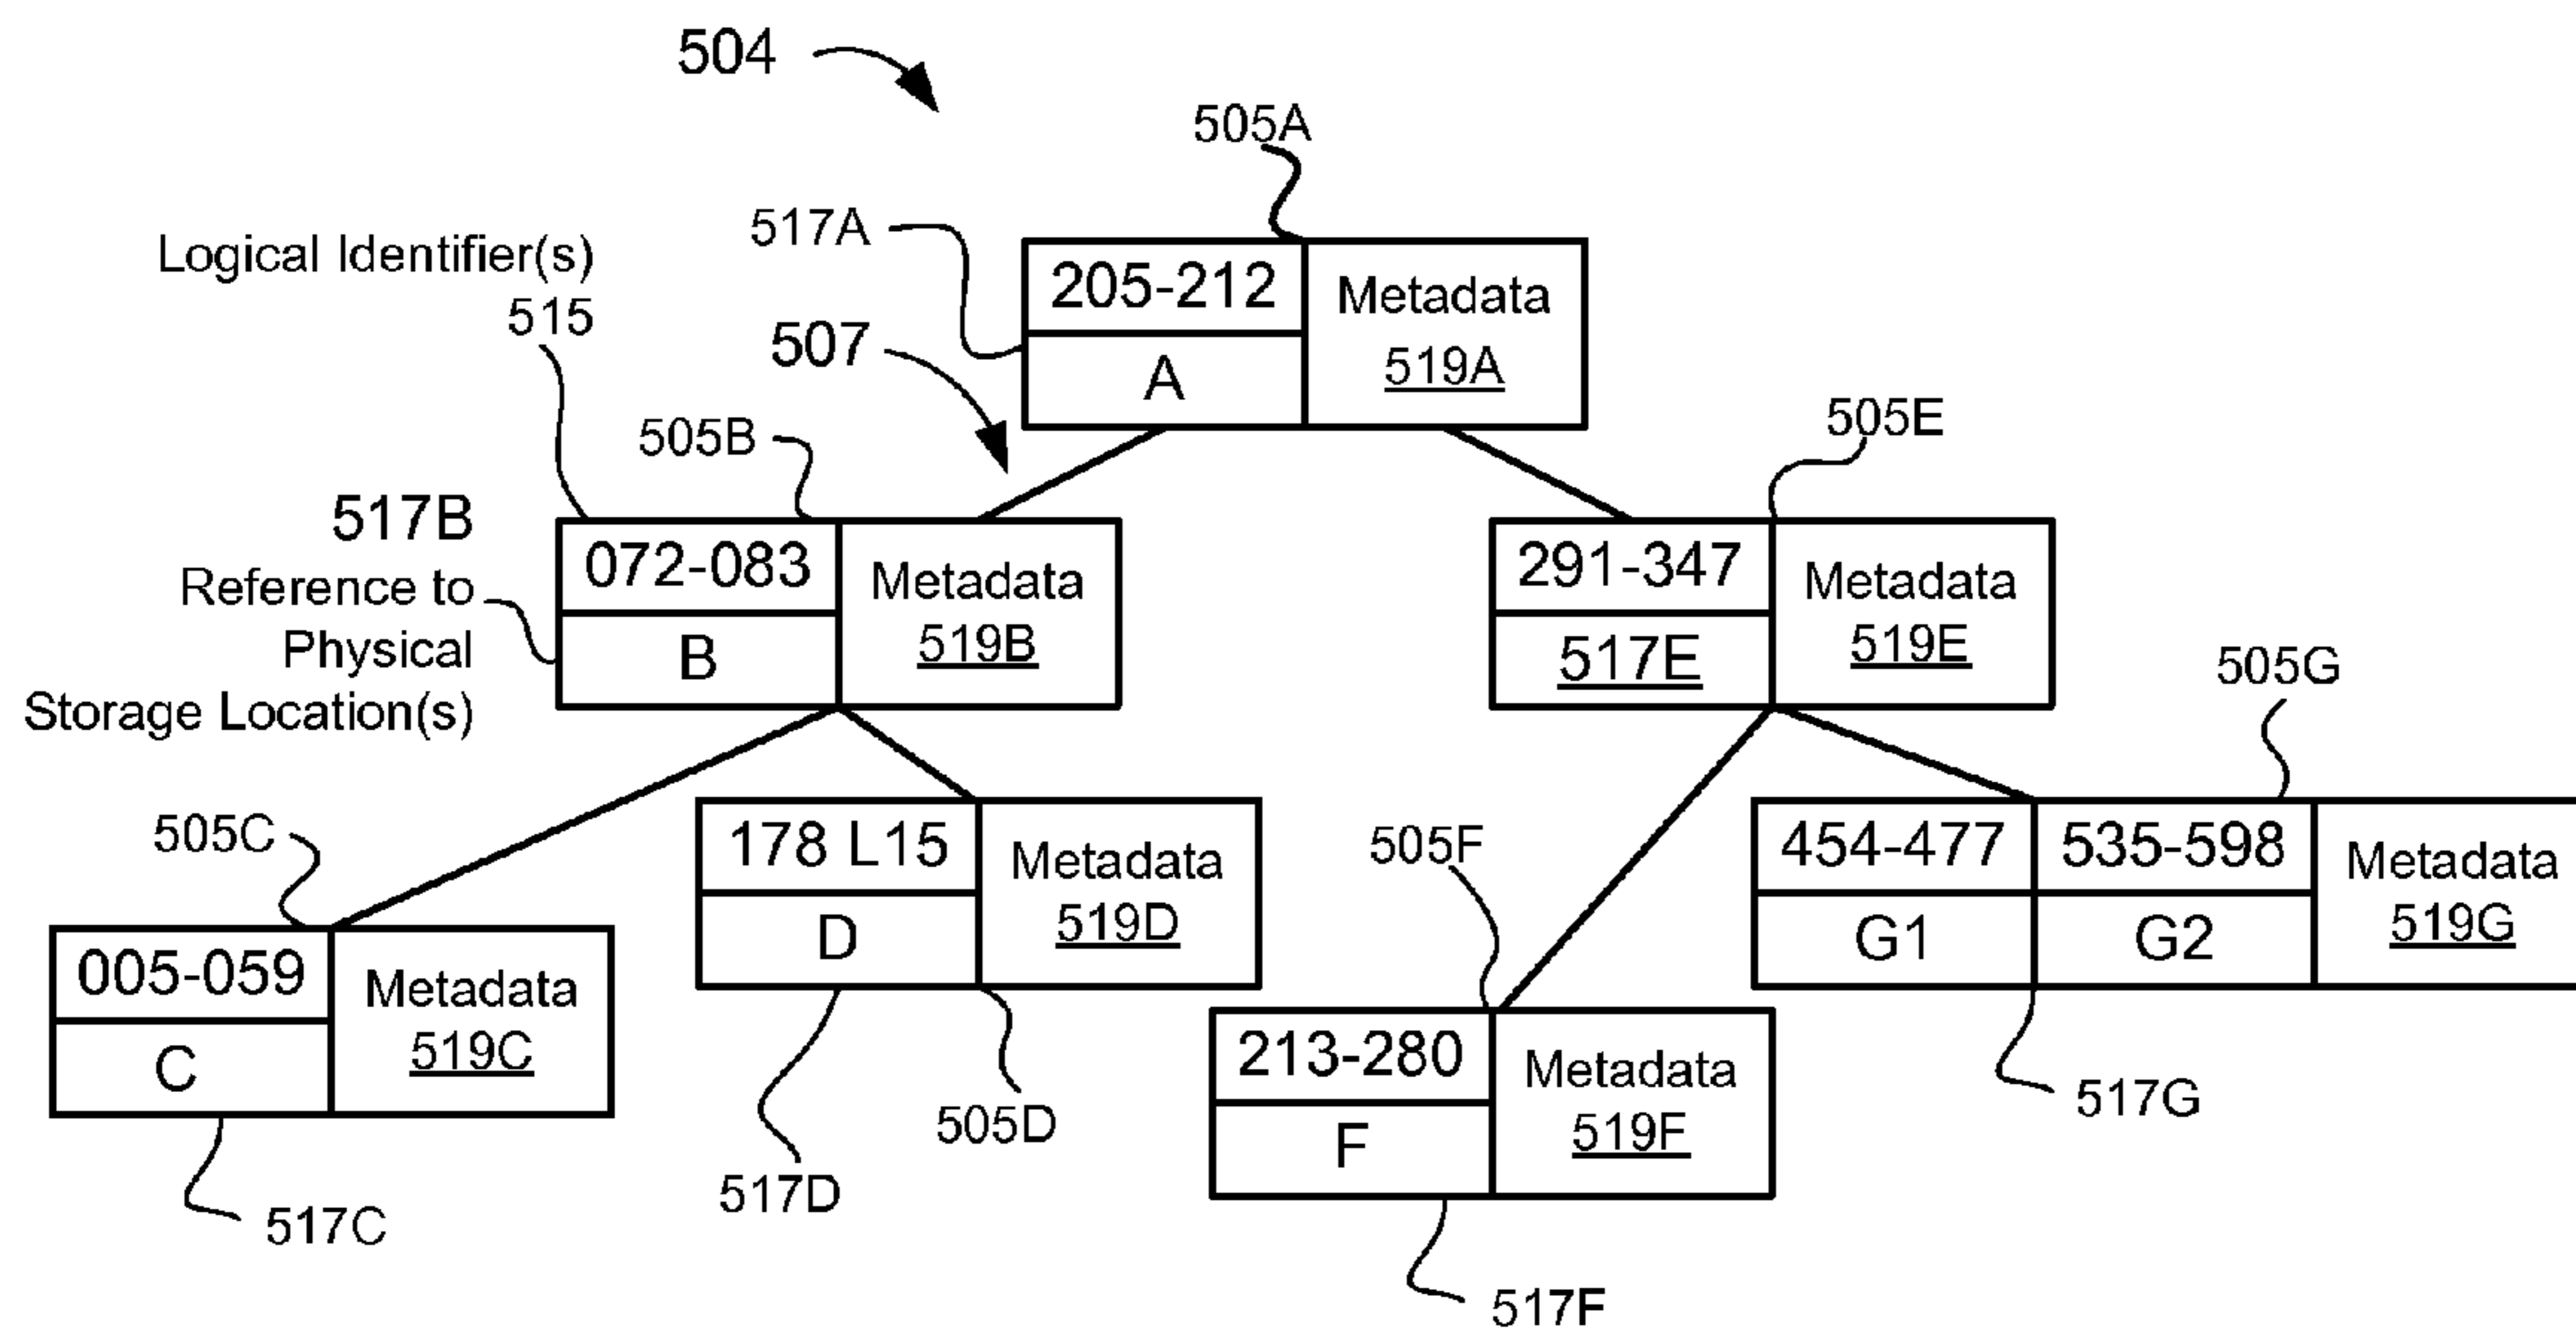 504
505A
517A
Logical Identifier(s)
515
205-212
Metadata
519A
A
507
505B
505E
517B
Reference to
Physical
Storage Location(s)
072-083
Metadata
519B
B
291-347
Metadata
519E
517E
505G
505C
178 L15
Metadata
519D
D
505F
454-477
535-598
Metadata
519G
G1
G2
005-059
Metadata
519C
C
213-280
Metadata
519F
F
505D
517G
517D
517C
517F